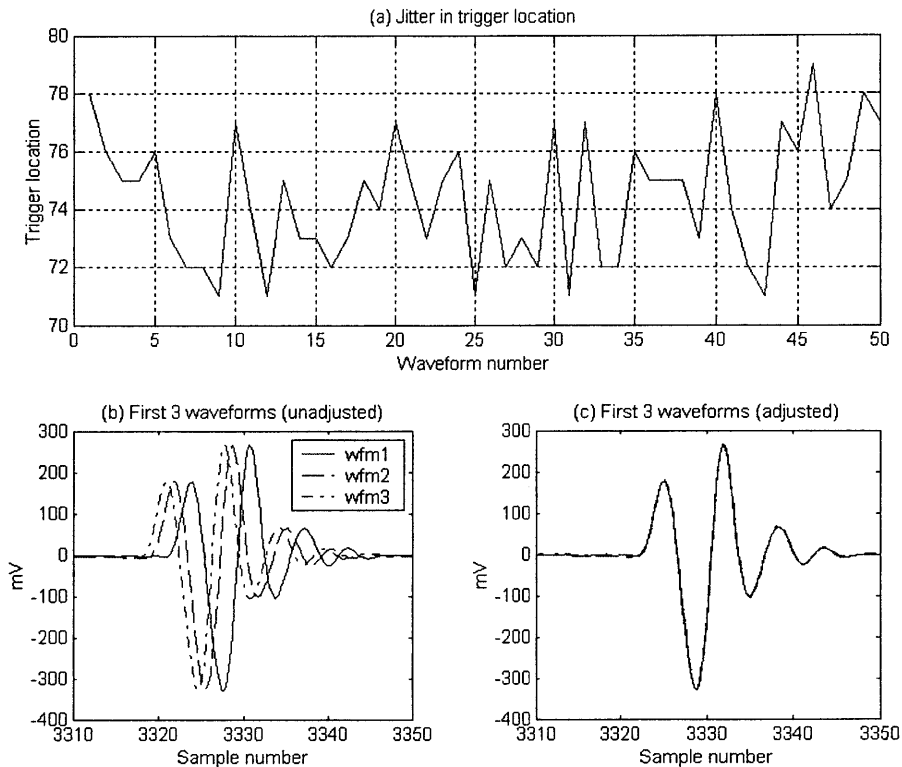 (a) Jitter in trigger location
80
78
76
74
72
70
Trigger location
0 5 10 15 20 25 30 35 40 45 50
Waveform number
(b) First 3 waveforms (unadjusted)
300
200
100
0
-100
-200
-300
-400
mV
wfm1
wfm2
wfm3
3310 3320 3330 3340 3350
Sample number
(c) First 3 waveforms (adjusted)
300
200
100
0
-100
-200
-300
-400
mV
3310 3320 3330 3340 3350
Sample number